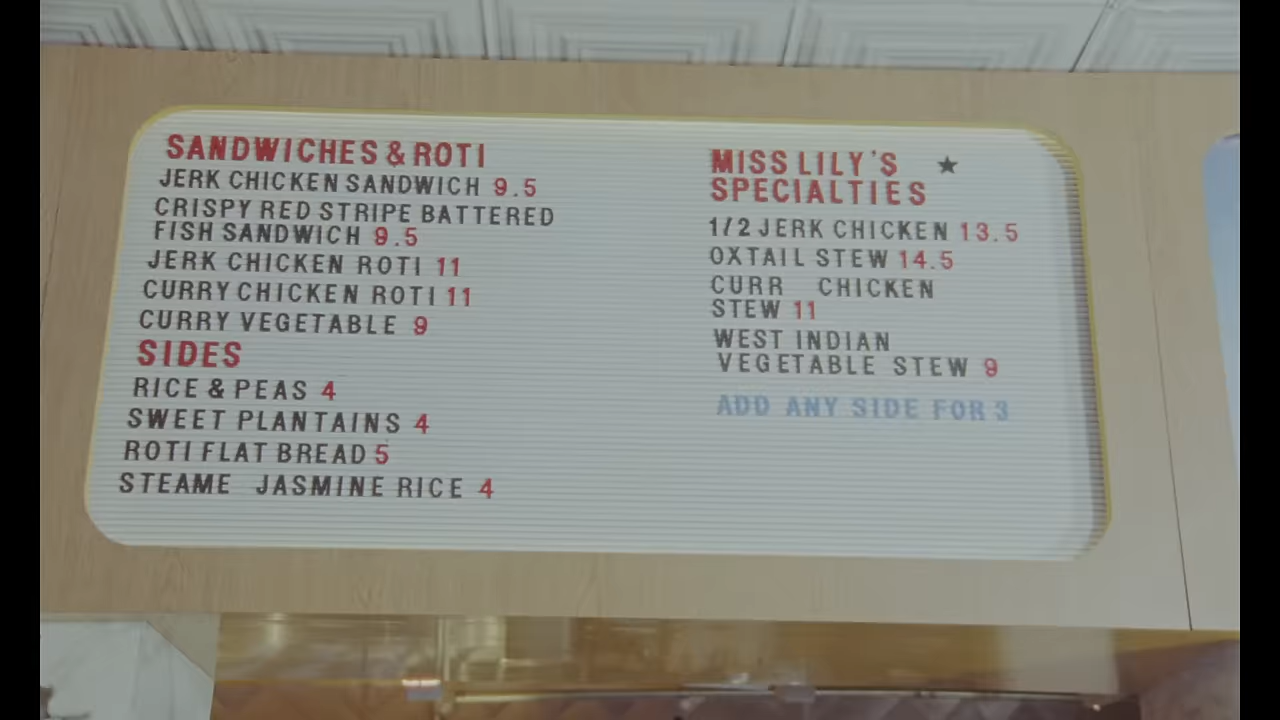 SANDWICHES & ROTI
JERK CHICKEN SANDWICH 9.5
CRISPY RED STRIPE BATTERED
FISH SANDWICH 9.5
JERK CHICKEN ROTI 11
CURRY CHICKEN ROTI 11
CURRY VEGETABLE 9
SIDES
RICE & PEAS 4
SWEET PLANTAINS 4
ROTI FLAT BREAD 5
STEAME JASMINE RICE 4
MISS LILY'S ★
SPECIALTIES
1/2 JERK CHICKEN 13.5
OXTAIL STEW 14.5
CURR CHICKEN
STEW 11
WEST INDIAN
VEGETABLE STEW 9
ADD ANY SIDE FOR 3